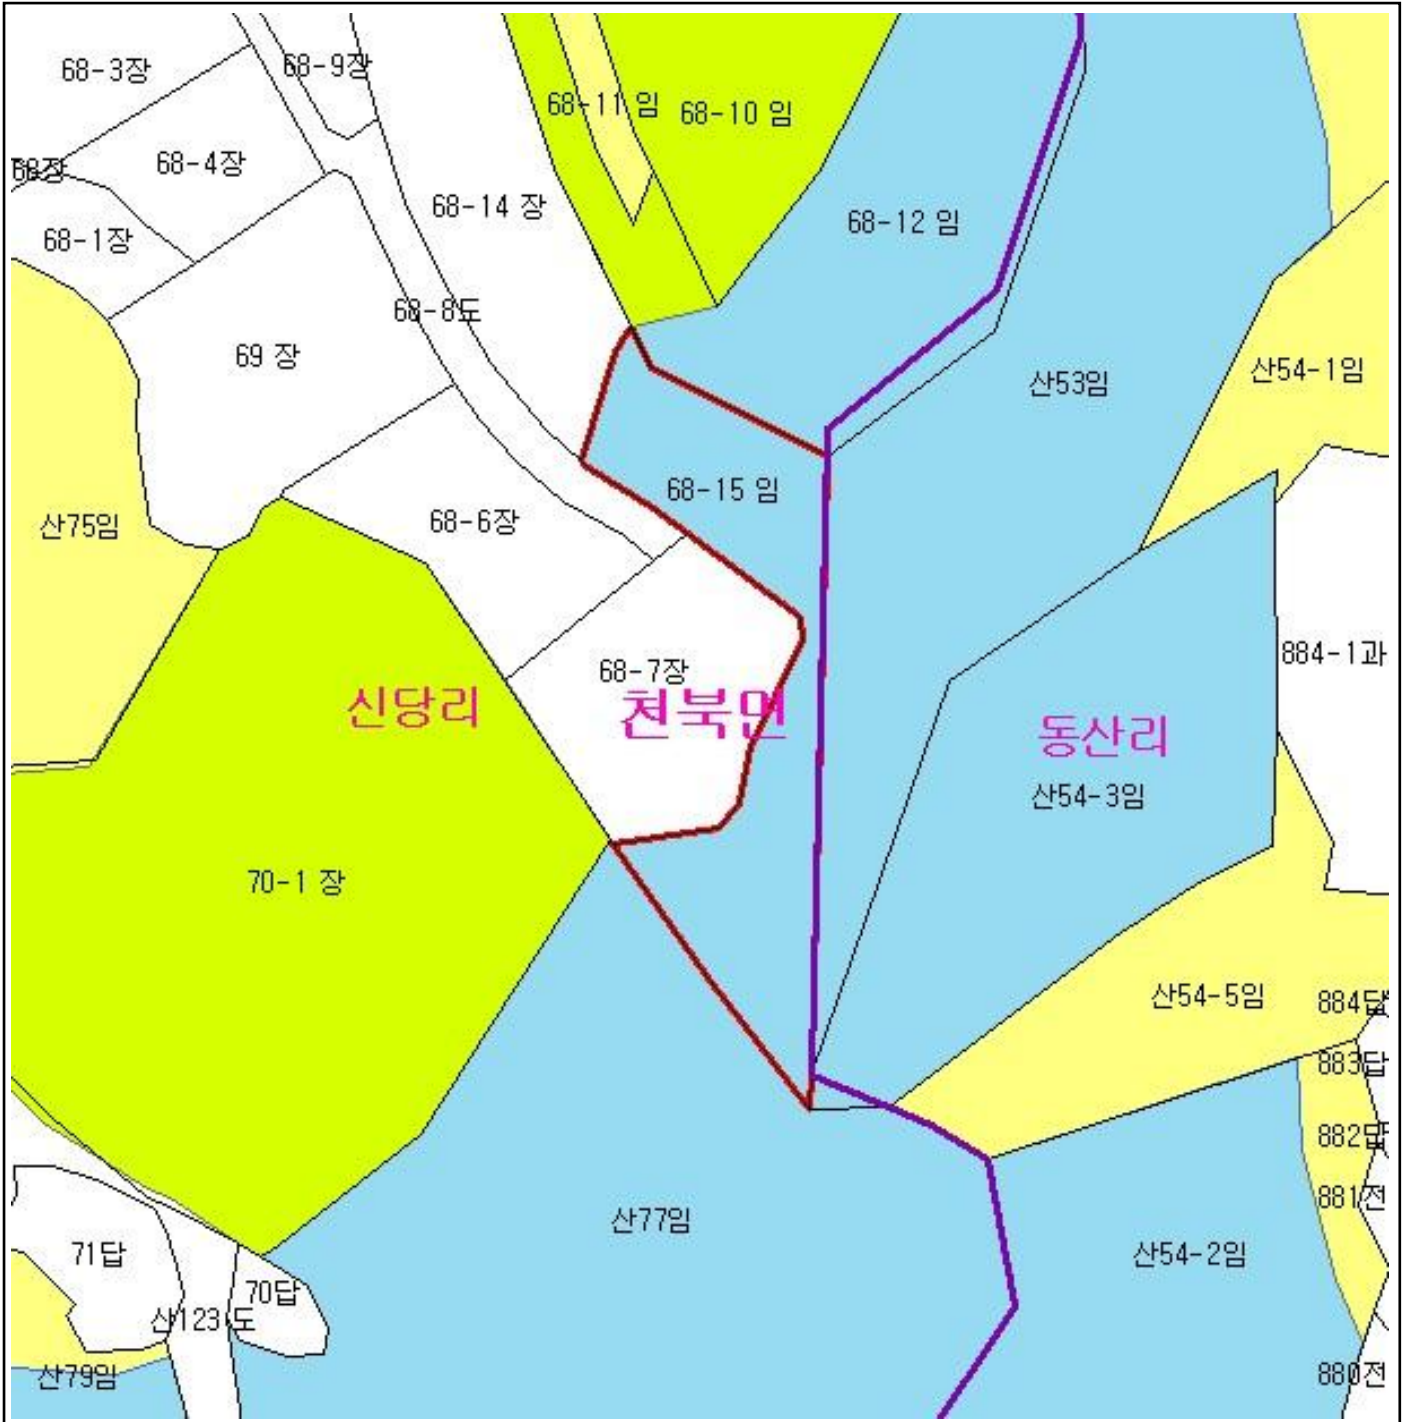 68-3장
68-9장
68-11 임
68-10 임
68장
68-4장
68-14 장
68-12 임
68-1장
68-8도
69 장
산53임
산54-1임
68-15 임
산75임
68-6장
884-1과
68-7장
신당리
천북면
동산리
산54-3임
70-1 장
산54-5임
884답
883답
882답
881전
산77임
71답
산54-2임
70답
산123도
산79임
880전